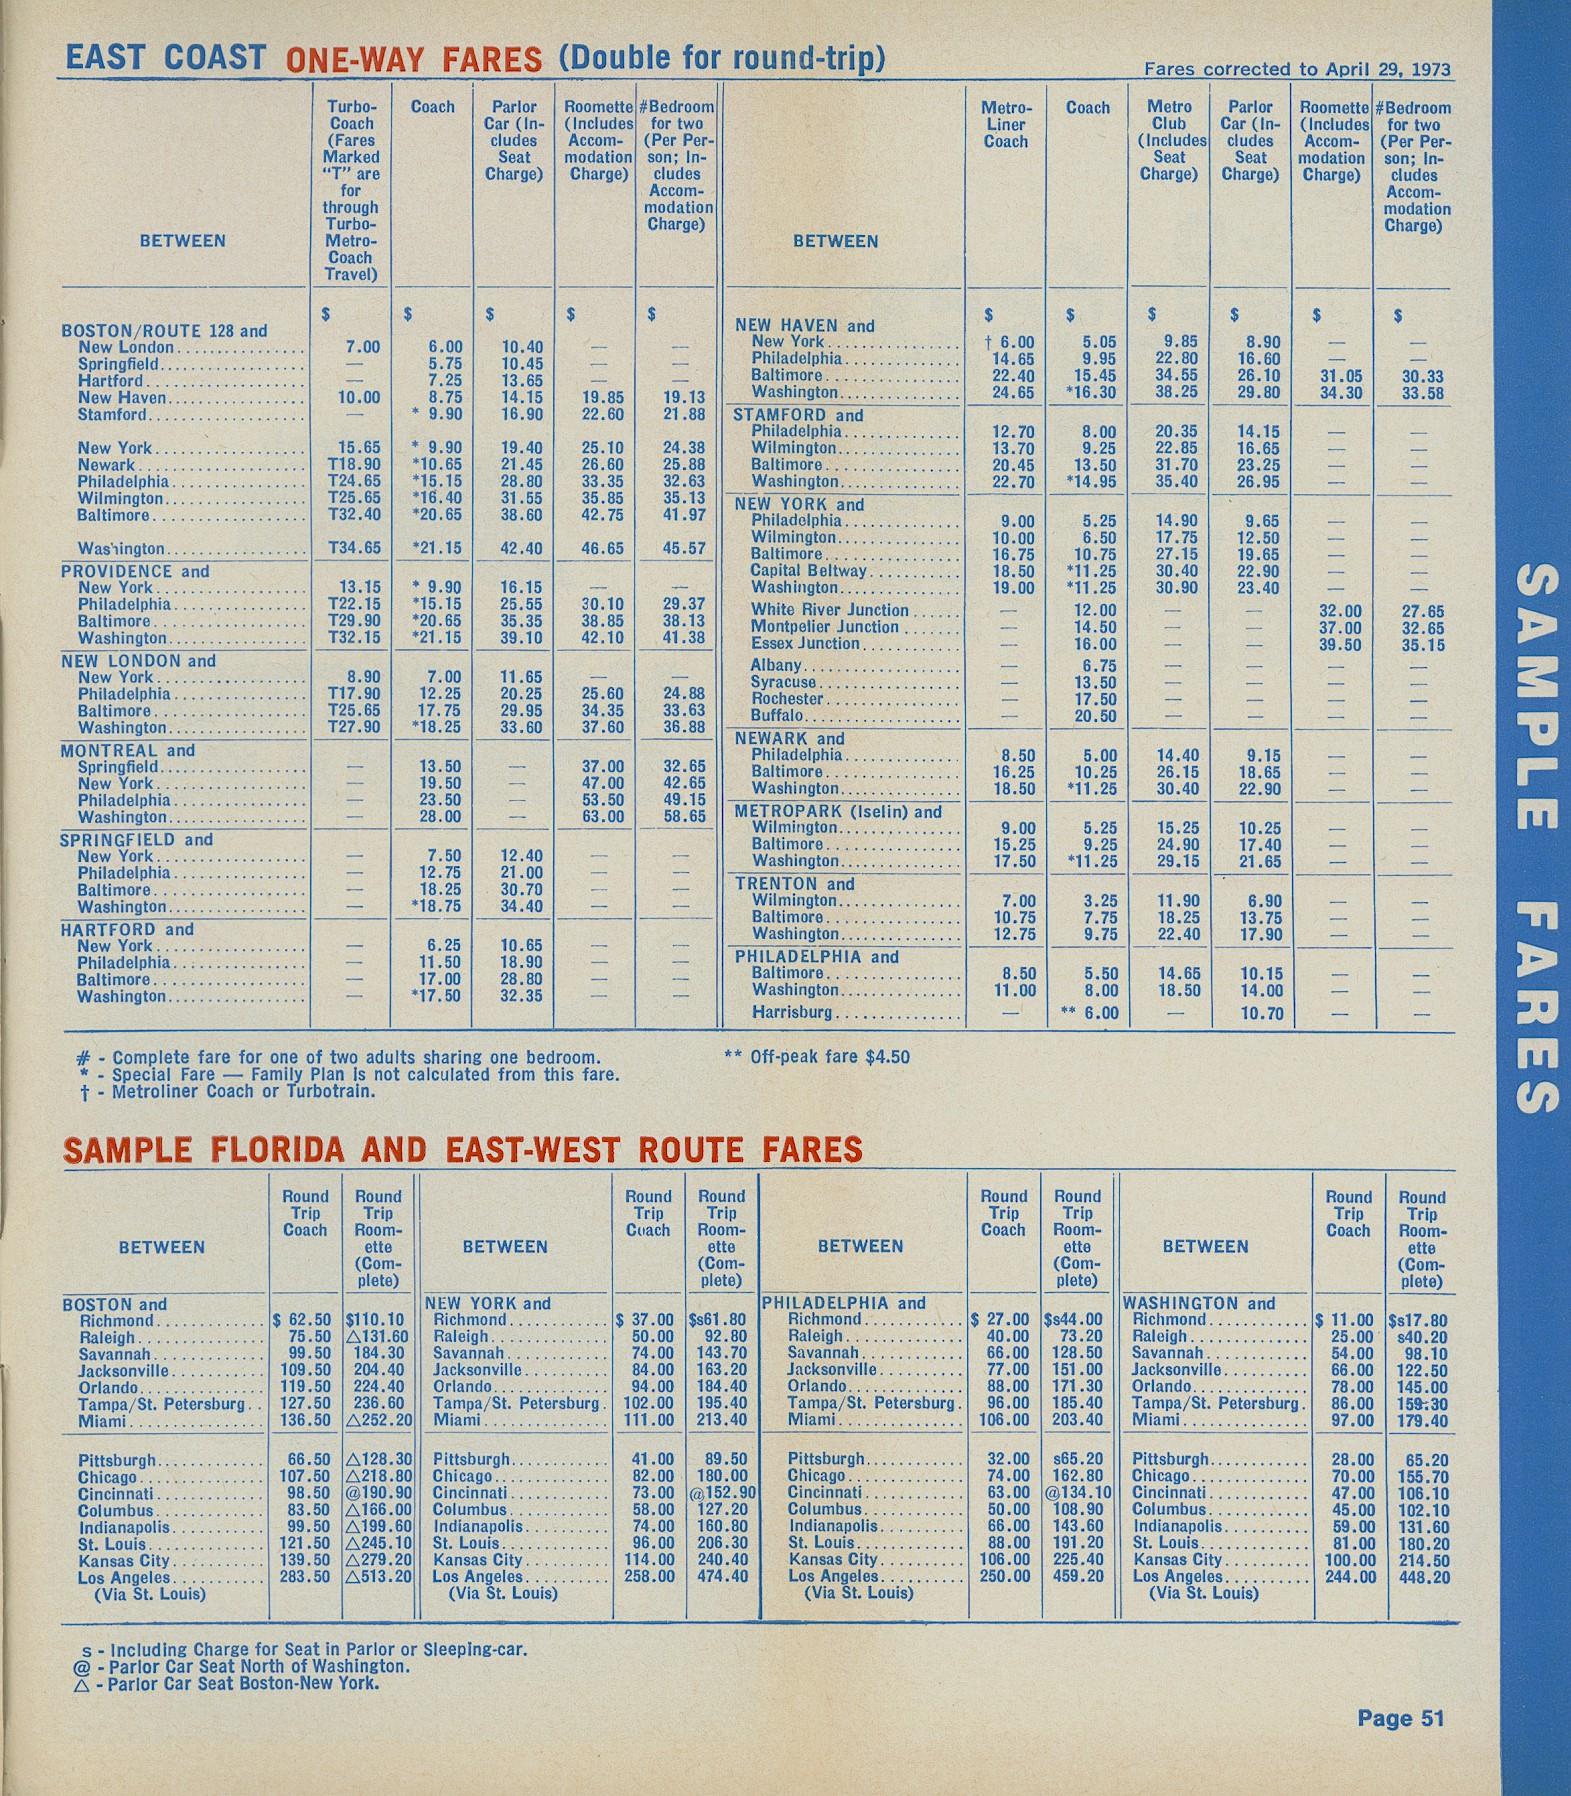 EAST COAST ONE-WAY FARES (Double for round-trip)
Fares corrected to April 29, 1973
BETWEEN
Turbo-Coach (Fares Marked "T" are for through Turbo-Metro-Coach Travel)
Coach
Parlor Car (Includes Seat Charge)
Roomette (Includes Accommodation Charge)
#Bedroom for two (Per Person; Includes Accommodation Charge)
$ $ $ $ $
BOSTON/ROUTE 128 and
New London 7.00 6.00 10.40 — —
Springfield — 5.75 10.45 — —
Hartford — 7.25 13.65 — —
New Haven 10.00 8.75 14.15 19.85 19.13
Stamford — * 9.90 16.90 22.60 21.88
New York 15.65 * 9.90 19.40 25.10 24.38
Newark T18.90 *10.65 21.45 26.60 25.88
Philadelphia T24.65 *15.15 28.80 33.35 32.63
Wilmington T25.65 *16.40 31.55 35.85 35.13
Baltimore T32.40 *20.65 38.60 42.75 41.97
Washington T34.65 *21.15 42.40 46.65 45.57
PROVIDENCE and
New York 13.15 * 9.90 16.15 — —
Philadelphia T22.15 *15.15 25.55 30.10 29.37
Baltimore T29.90 *20.65 35.35 38.85 38.13
Washington T32.15 *21.15 39.10 42.10 41.38
NEW LONDON and
New York 8.90 7.00 11.65 — —
Philadelphia T17.90 12.25 20.25 25.60 24.88
Baltimore T25.65 17.75 29.95 34.35 33.63
Washington T27.90 *18.25 33.60 37.60 36.88
MONTREAL and
Springfield — 13.50 — 37.00 32.65
New York — 19.50 — 47.00 42.65
Philadelphia — 23.50 — 53.50 49.15
Washington — 28.00 — 63.00 58.65
SPRINGFIELD and
New York — 7.50 12.40 — —
Philadelphia — 12.75 21.00 — —
Baltimore — 18.25 30.70 — —
Washington — *18.75 34.40 — —
HARTFORD and
New York — 6.25 10.65 — —
Philadelphia — 11.50 18.90 — —
Baltimore — 17.00 28.80 — —
Washington — *17.50 32.35 — —
BETWEEN
Metro-Liner Coach
Coach
Metro Club (Includes Seat Charge)
Parlor Car (Includes Seat Charge)
Roomette (Includes Accommodation Charge)
#Bedroom for two (Per Person; Includes Accommodation Charge)
$ $ $ $ $ $
NEW HAVEN and
New York † 6.00 5.05 9.85 8.90 — —
Philadelphia 14.65 9.95 22.80 16.60 — —
Baltimore 22.40 15.45 34.55 26.10 31.05 30.33
Washington 24.65 *16.30 38.25 29.80 34.30 33.58
STAMFORD and
Philadelphia 12.70 8.00 20.35 14.15 — —
Wilmington 13.70 9.25 22.85 16.65 — —
Baltimore 20.45 13.50 31.70 23.25 — —
Washington 22.70 *14.95 35.40 26.95 — —
NEW YORK and
Philadelphia 9.00 5.25 14.90 9.65 — —
Wilmington 10.00 6.50 17.75 12.50 — —
Baltimore 16.75 10.75 27.15 19.65 — —
Capital Beltway 18.50 *11.25 30.40 22.90 — —
Washington 19.00 *11.25 30.90 23.40 — —
White River Junction — 12.00 — — 32.00 27.65
Montpelier Junction — 14.50 — — 37.00 32.65
Essex Junction — 16.00 — — 39.50 35.15
Albany — 6.75 — — — —
Syracuse — 13.50 — — — —
Rochester — 17.50 — — — —
Buffalo — 20.50 — — — —
NEWARK and
Philadelphia 8.50 5.00 14.40 9.15 — —
Baltimore 16.25 10.25 26.15 18.65 — —
Washington 18.50 *11.25 30.40 22.90 — —
METROPARK (Iselin) and
Wilmington 9.00 5.25 15.25 10.25 — —
Baltimore 15.25 9.25 24.90 17.40 — —
Washington 17.50 *11.25 29.15 21.65 — —
TRENTON and
Wilmington 7.00 3.25 11.90 6.90 — —
Baltimore 10.75 7.75 18.25 13.75 — —
Washington 12.75 9.75 22.40 17.90 — —
PHILADELPHIA and
Baltimore 8.50 5.50 14.65 10.15 — —
Washington 11.00 8.00 18.50 14.00 — —
Harrisburg — ** 6.00 — 10.70 — —
# - Complete fare for one of two adults sharing one bedroom.
* - Special Fare — Family Plan is not calculated from this fare.
† - Metroliner Coach or Turbotrain.
** Off-peak fare $4.50
SAMPLE FLORIDA AND EAST-WEST ROUTE FARES
BETWEEN
Round Trip Coach
Round Trip Roomette (Complete)
BOSTON and
Richmond $ 62.50 $110.10
Raleigh 75.50 △131.60
Savannah 99.50 184.30
Jacksonville 109.50 204.40
Orlando 119.50 224.40
Tampa/St. Petersburg 127.50 236.60
Miami 136.50 △252.20
Pittsburgh 66.50 △128.30
Chicago 107.50 △218.80
Cincinnati 98.50 @190.90
Columbus 83.50 △166.00
Indianapolis 99.50 △199.60
St. Louis 121.50 △245.10
Kansas City 139.50 △279.20
Los Angeles 283.50 △513.20
(Via St. Louis)
BETWEEN
Round Trip Coach
Round Trip Roomette (Complete)
NEW YORK and
Richmond $ 37.00 $s61.80
Raleigh 50.00 92.80
Savannah 74.00 143.70
Jacksonville 84.00 163.20
Orlando 94.00 184.40
Tampa/St. Petersburg 102.00 195.40
Miami 111.00 213.40
Pittsburgh 41.00 89.50
Chicago 82.00 180.00
Cincinnati 73.00 @152.90
Columbus 58.00 127.20
Indianapolis 74.00 160.80
St. Louis 96.00 206.30
Kansas City 114.00 240.40
Los Angeles 258.00 474.40
(Via St. Louis)
BETWEEN
Round Trip Coach
Round Trip Roomette (Complete)
PHILADELPHIA and
Richmond $ 27.00 $s44.00
Raleigh 40.00 73.20
Savannah 66.00 128.50
Jacksonville 77.00 151.00
Orlando 88.00 171.30
Tampa/St. Petersburg 96.00 185.40
Miami 106.00 203.40
Pittsburgh 32.00 s65.20
Chicago 74.00 162.80
Cincinnati 63.00 @134.10
Columbus 50.00 108.90
Indianapolis 66.00 143.60
St. Louis 88.00 191.20
Kansas City 106.00 225.40
Los Angeles 250.00 459.20
(Via St. Louis)
BETWEEN
Round Trip Coach
Round Trip Roomette (Complete)
WASHINGTON and
Richmond $ 11.00 $s17.80
Raleigh 25.00 s40.20
Savannah 54.00 98.10
Jacksonville 66.00 122.50
Orlando 78.00 145.00
Tampa/St. Petersburg 86.00 159.30
Miami 97.00 179.40
Pittsburgh 28.00 65.20
Chicago 70.00 155.70
Cincinnati 47.00 106.10
Columbus 45.00 102.10
Indianapolis 59.00 131.60
St. Louis 81.00 180.20
Kansas City 100.00 214.50
Los Angeles 244.00 448.20
(Via St. Louis)
s - Including Charge for Seat in Parlor or Sleeping-car.
@ - Parlor Car Seat North of Washington.
△ - Parlor Car Seat Boston-New York.
Page 51
SAMPLE FARES